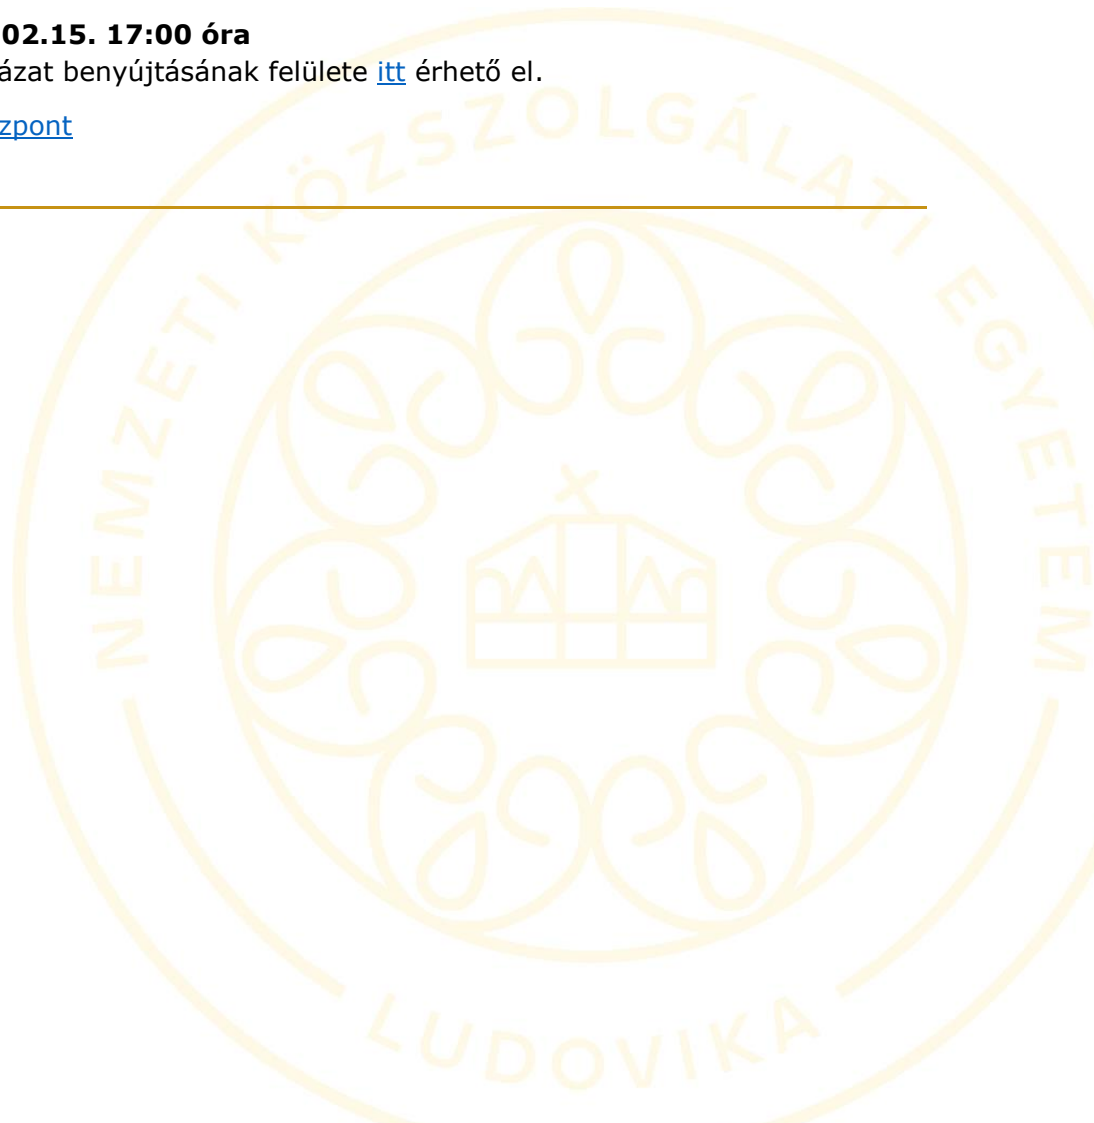 02.15. 17:00 óra
ázat benyújtásának felülete itt érhető el.
zpont
NEMZETI KÖZSZOLGÁLATI EGYETEM
LUDOVIKA